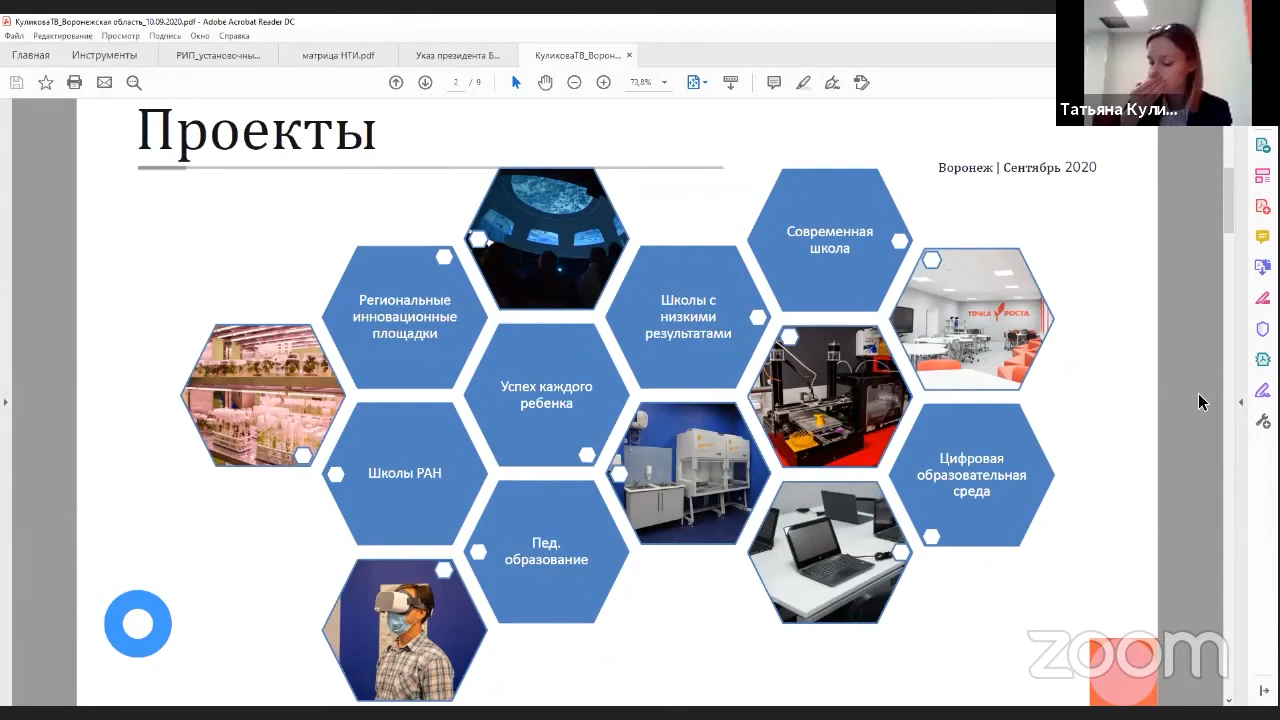 КуликоваТВ_Воронежская область_10.09.2020.pdf - Adobe Acrobat Reader DC
Файл Редактирование Просмотр Подпись Окно Справка
Главная Инструменты РИП_установочны... матрица НТИ.pdf Указ президента Б... КуликоваТВ_Ворон... ×
2 / 9 73,8%
Татьяна Кули...
Проекты
Воронеж | Сентябрь 2020
Современная
школа
Региональные
инновационные
площадки
Школы с
низкими
результатами
ТОЧКА РОСТА
Успех каждого
ребенка
Школы РАН
Цифровая
образовательная
среда
Пед.
образование
zoom